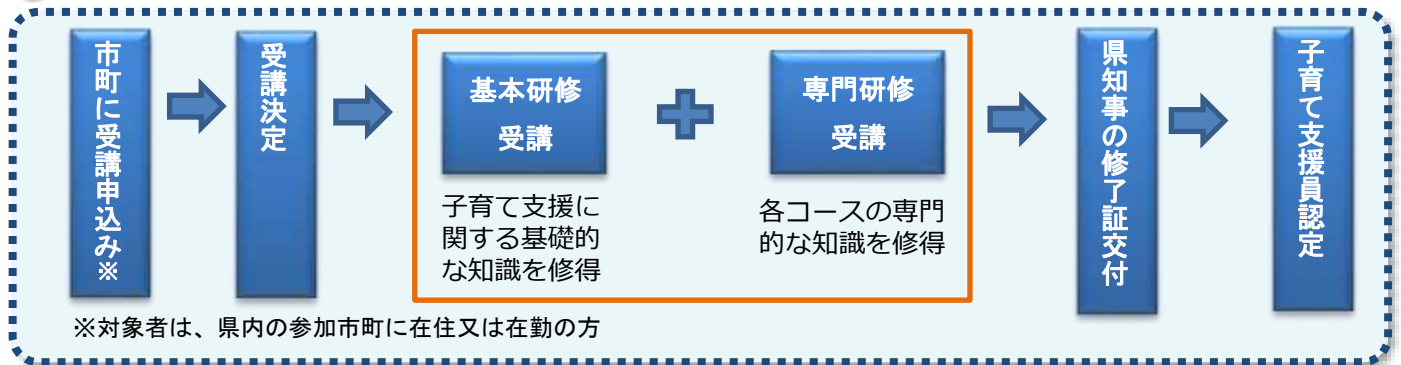 市町に受講申込み※
受講決定
基本研修
受講
子育て支援に
関する基礎的
な知識を修得
専門研修
受講
各コースの専門
的な知識を修得
県知事の修了証交付
子育て支援員認定
※対象者は、県内の参加市町に在住又は在勤の方